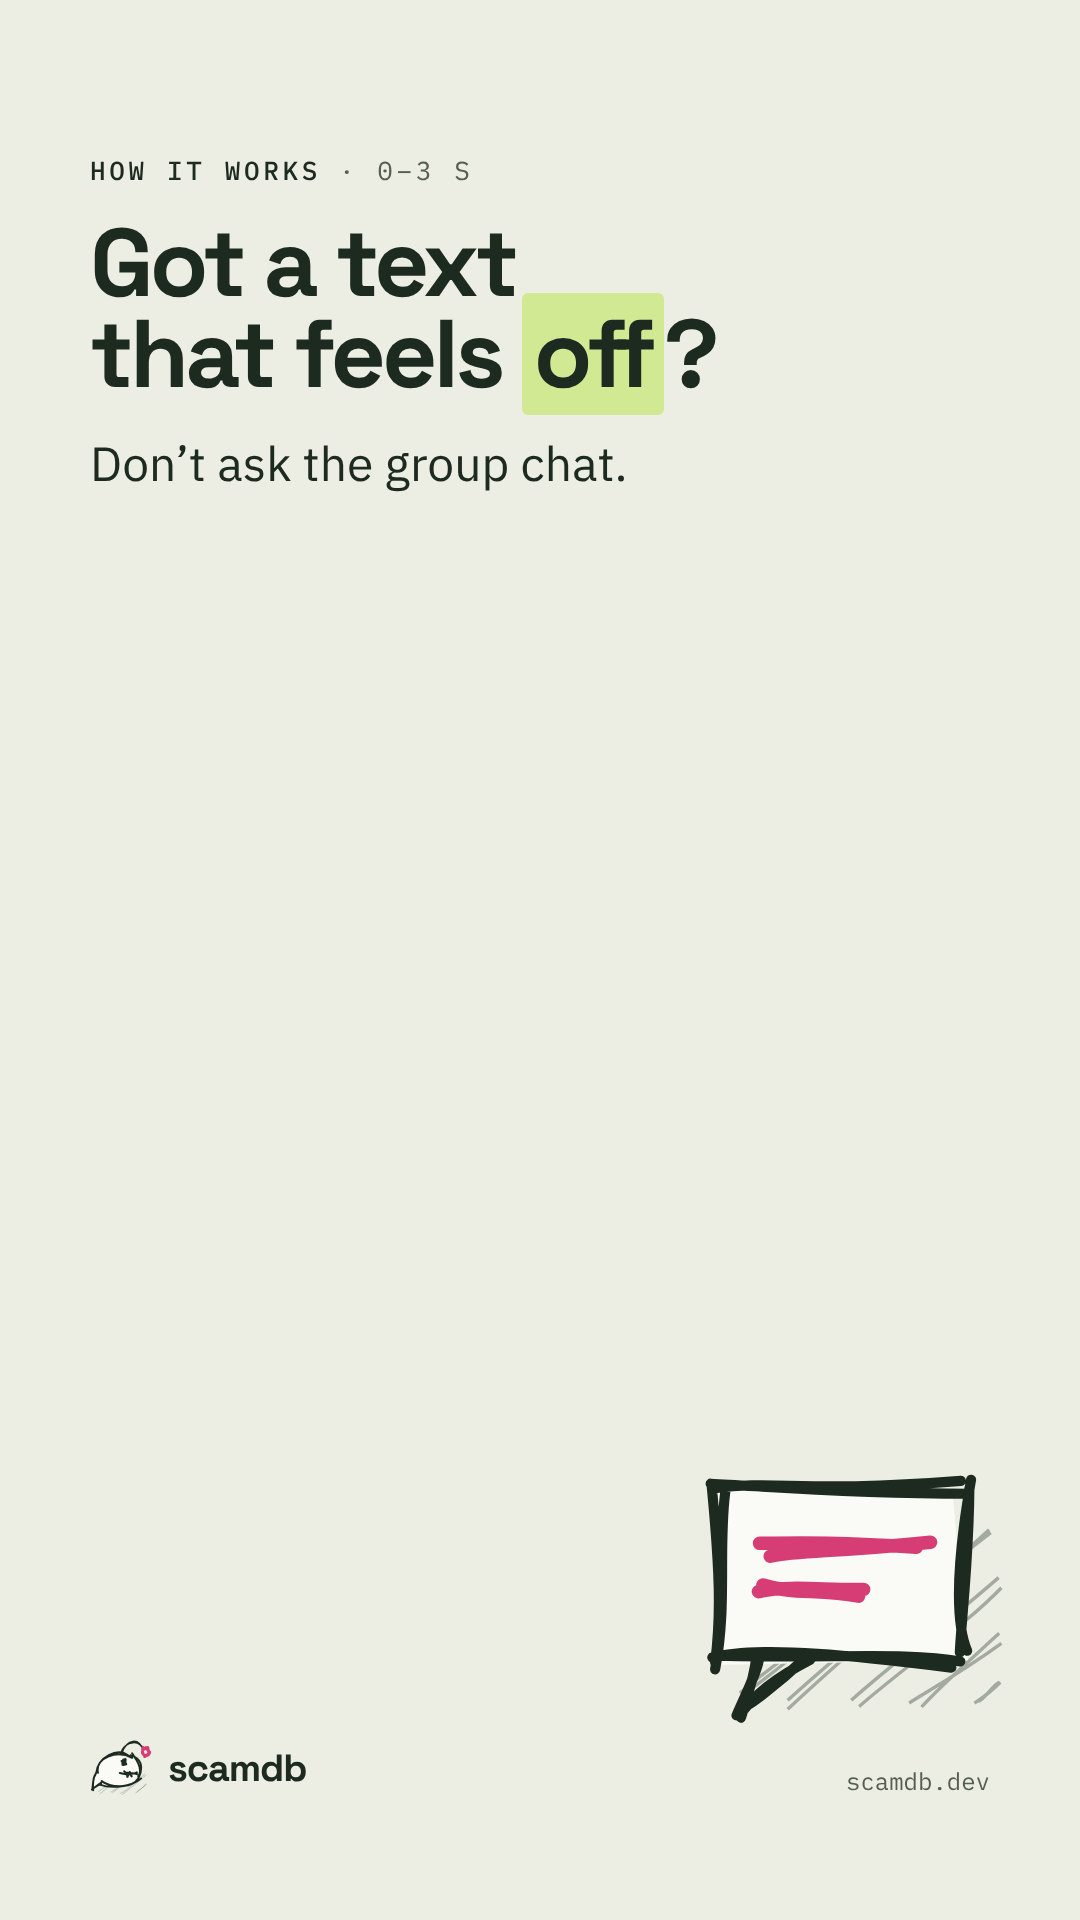 HOW IT WORKS · 0–3 S
Got a text
that feels off?
Don’t ask the group chat.
scamdb
scamdb.dev